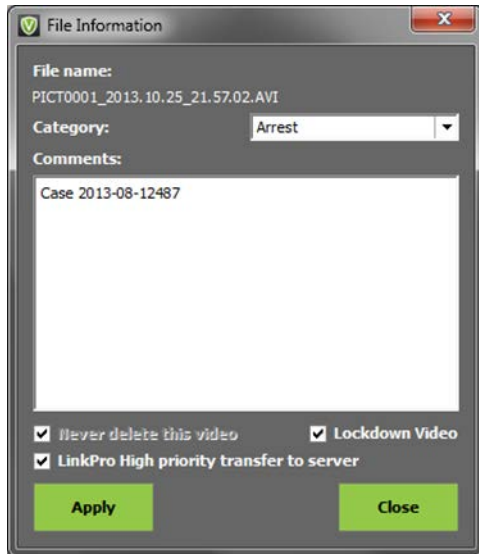 File Information
File name:
PICT0001_2013.10.25_21.57.02.AVI
Category: Arrest
Comments:
Case 2013-08-12487
Never delete this video Lockdown Video
LinkPro High priority transfer to server
Apply Close